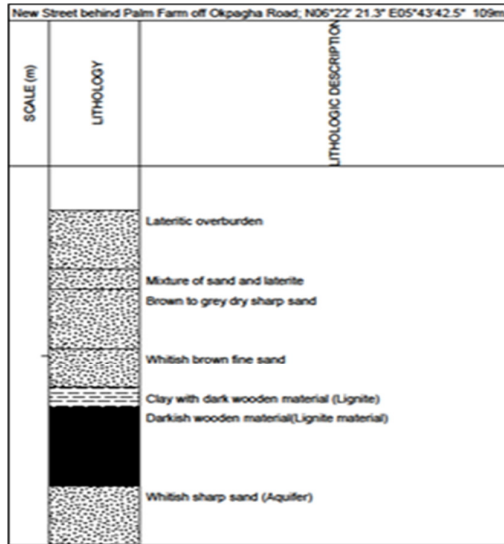 New Street behind Palm Farm off Okpagha Road; N06°22' 21.3" E05°43'42.5" 109m
SCALE (m)
LITHOLOGY
LITHOLOGIC DESCRIPTION
Lateritic overburden
Mixture of sand and laterite
Brown to grey dry sharp sand
Whitish brown fine sand
Clay with dark wooden material (Lignite)
Darkish wooden material(Lignite material)
Whitish sharp sand (Aquifer)